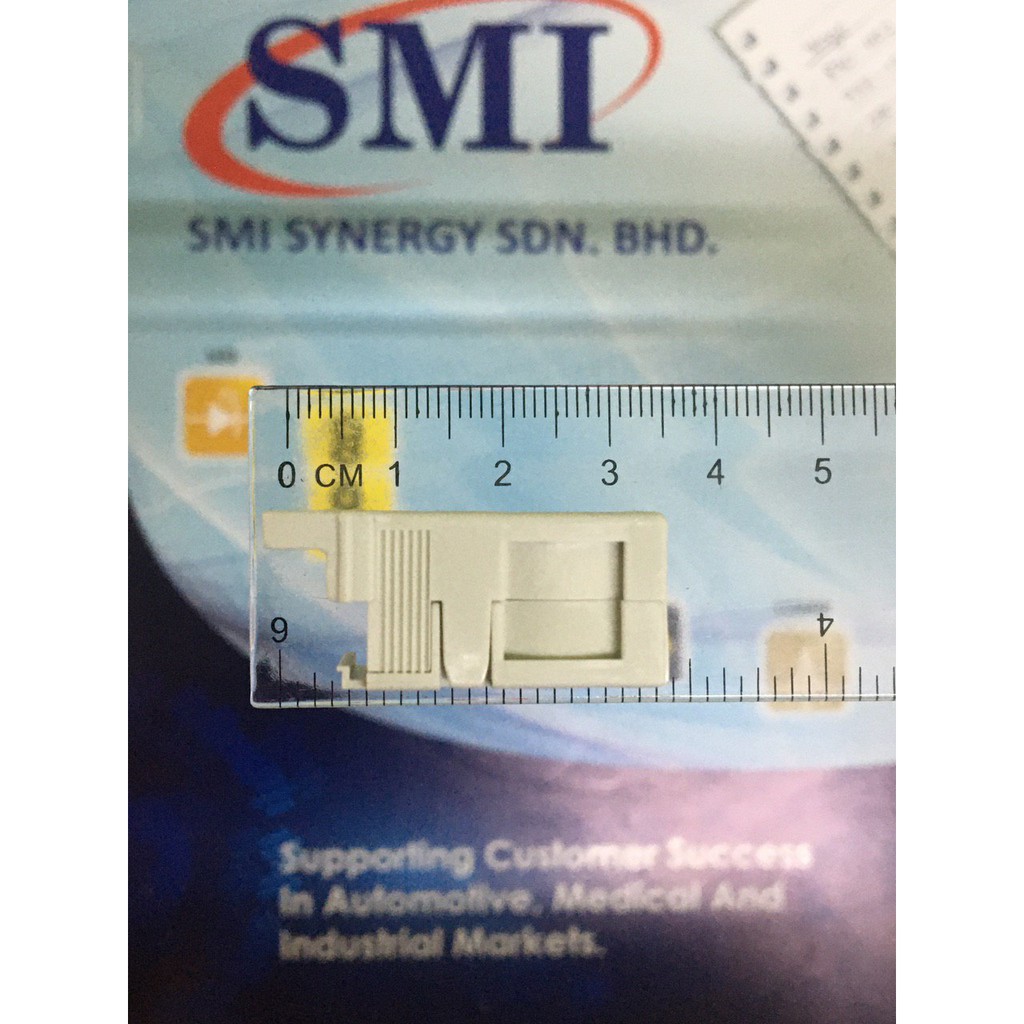 SMI
SMI SYNERGY SDN. BHD.
0 CM 1 2 3 4 5
6 4
Supporting Customer Success
In Automotive, Medical And
Industrial Markets.